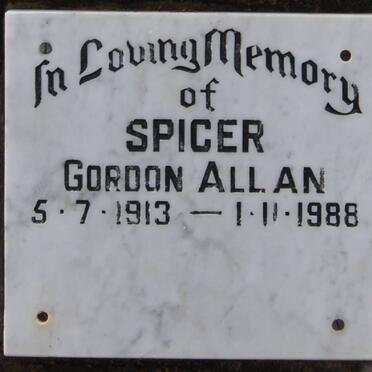 In Loving Memory
of
SPICER
GORDON ALLAN
5·7·1913 — 1·11·1988